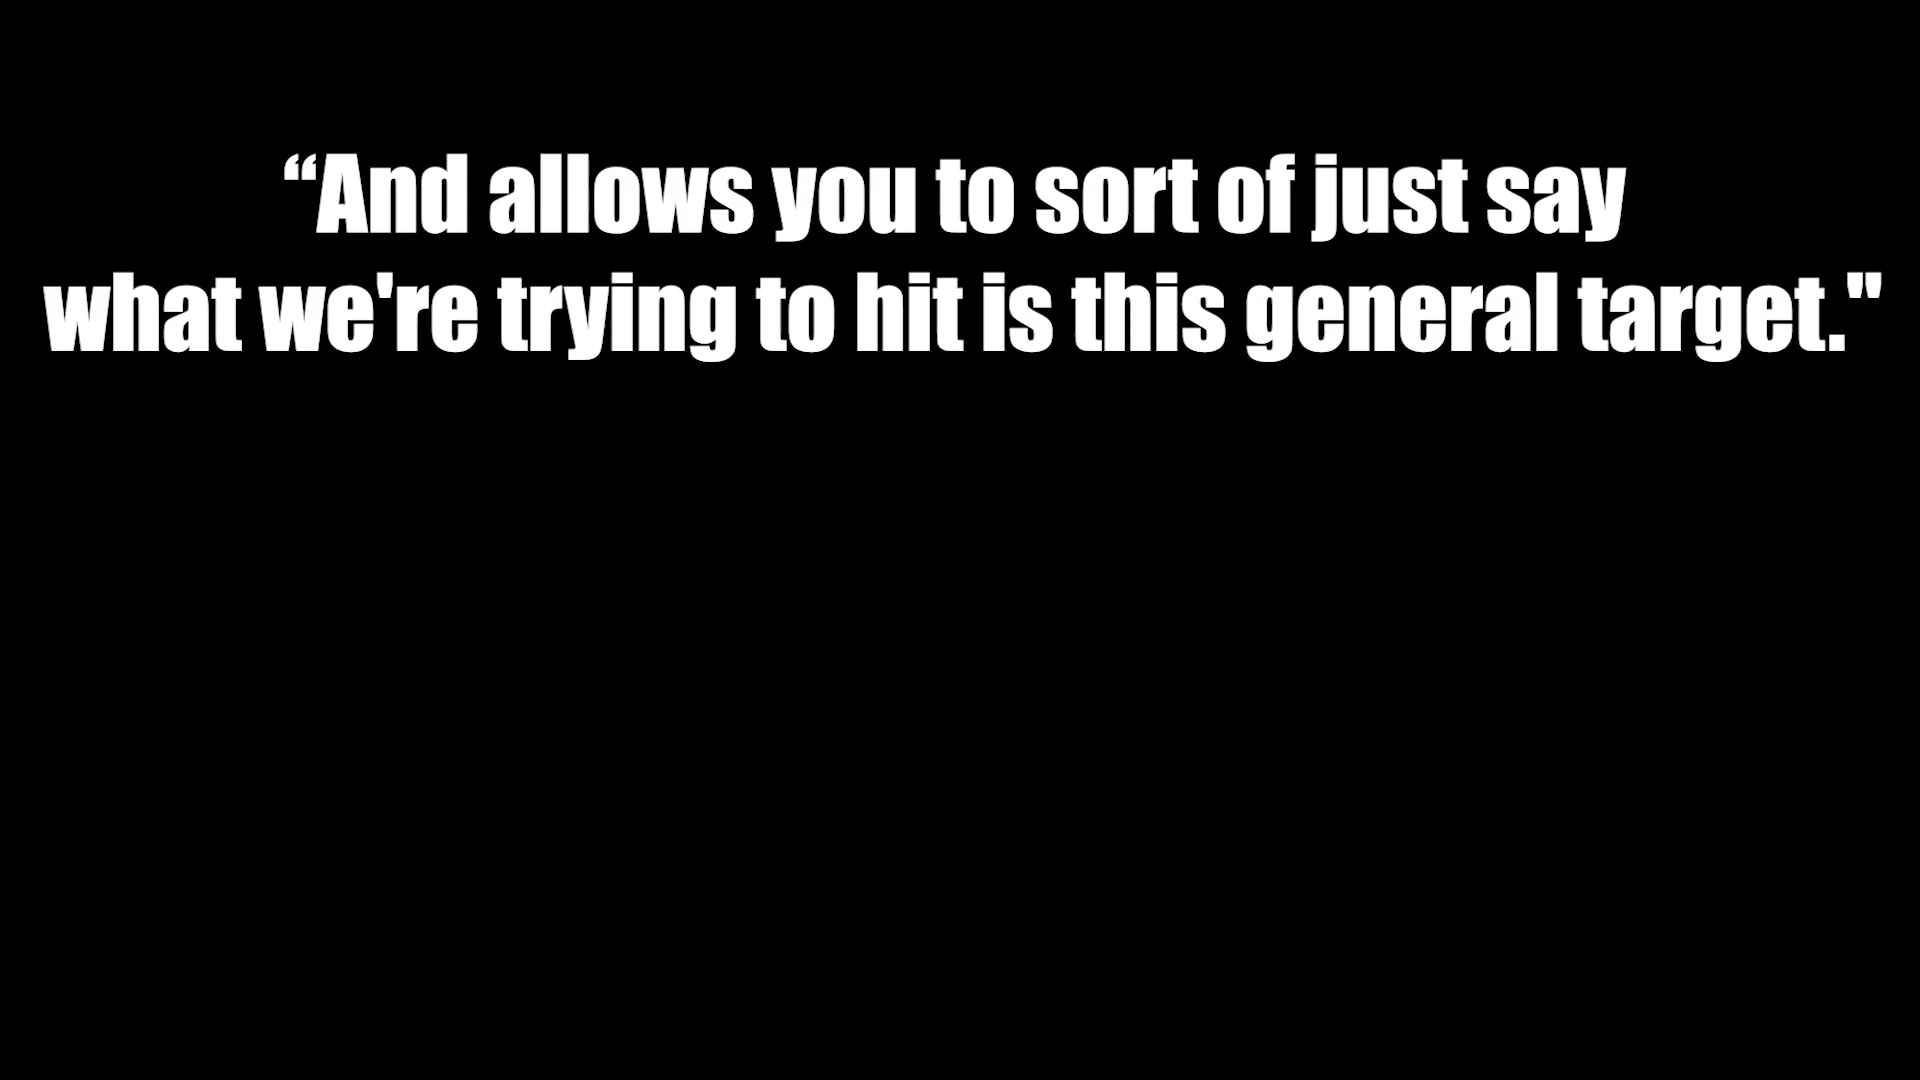 “And allows you to sort of just say
what we're trying to hit is this general target."